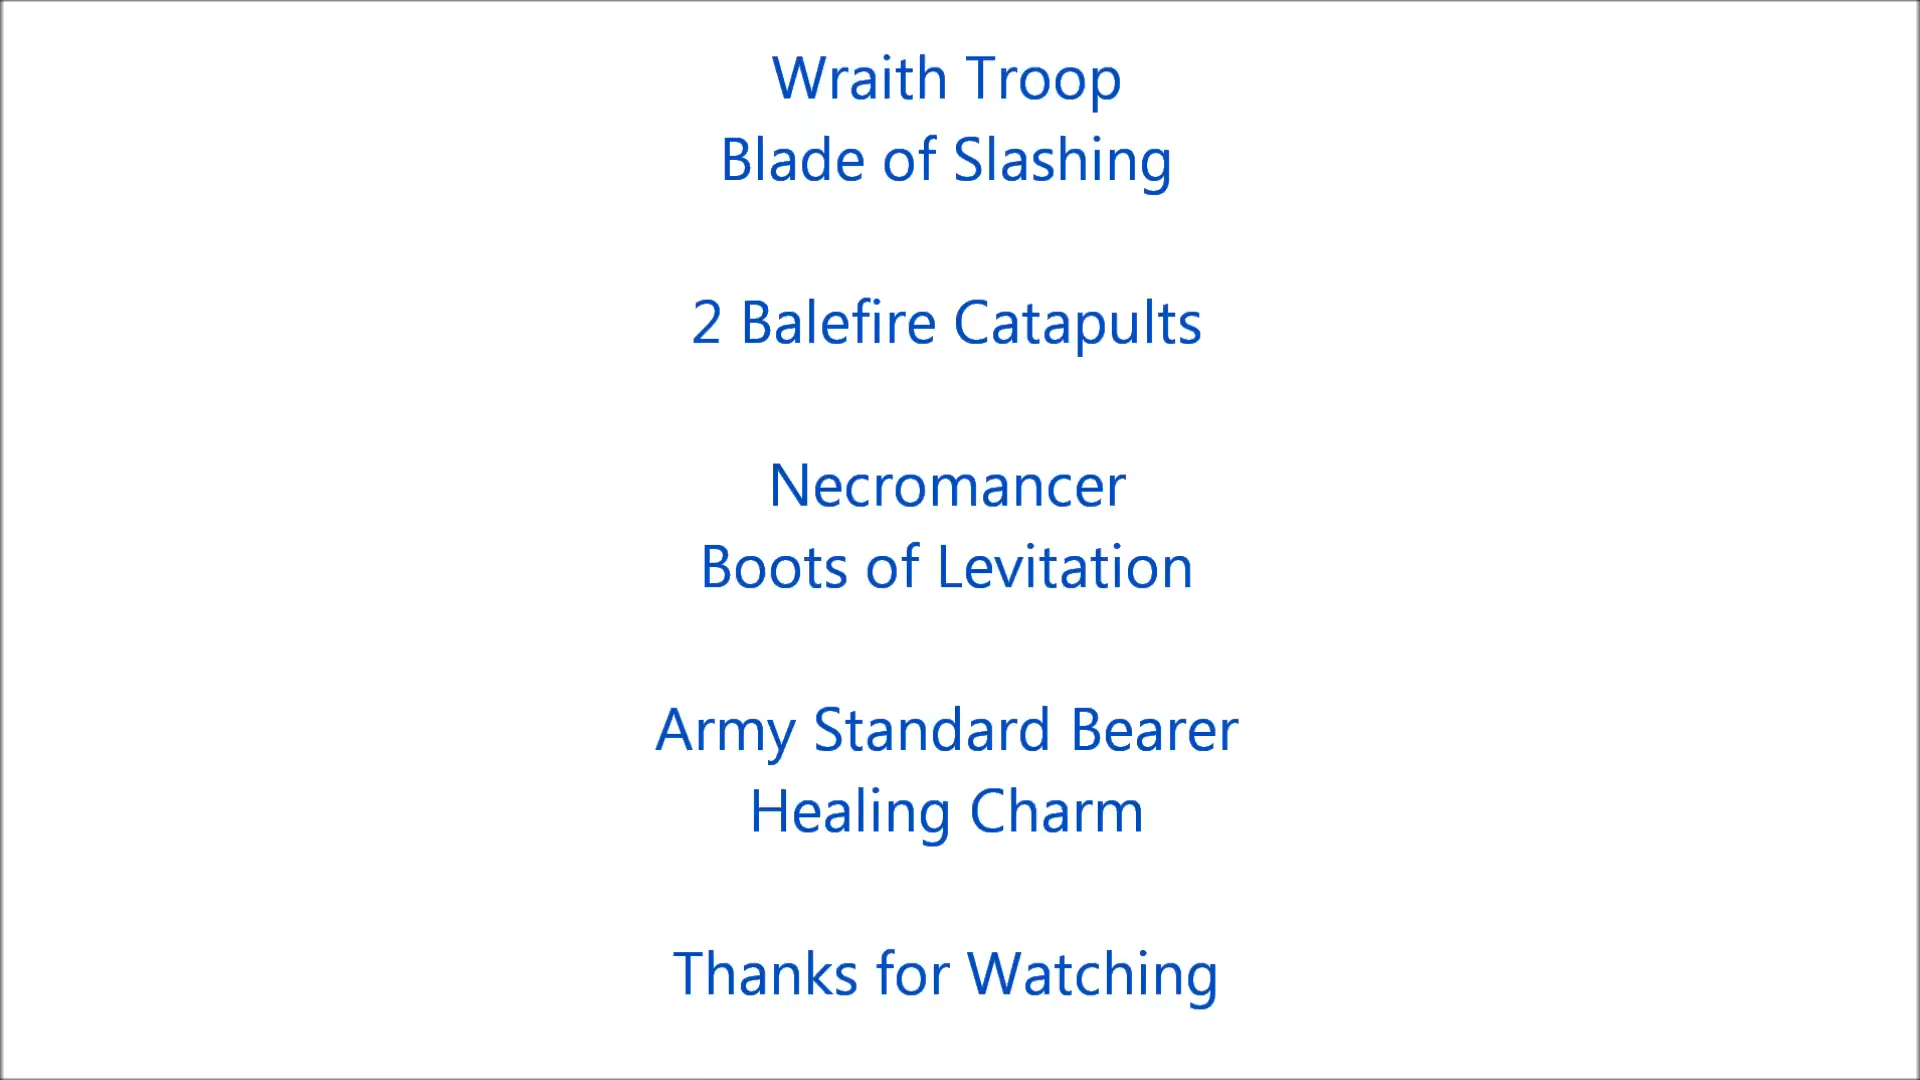 Wraith Troop
Blade of Slashing
2 Balefire Catapults
Necromancer
Boots of Levitation
Army Standard Bearer
Healing Charm
Thanks for Watching